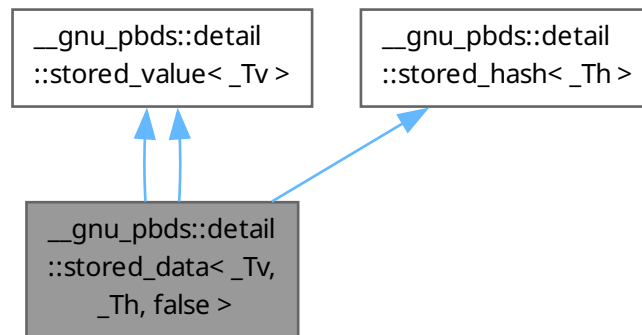 __gnu_pbds::detail
::stored_value< _Tv >
__gnu_pbds::detail
::stored_hash< _Th >
__gnu_pbds::detail
::stored_data< _Tv,
_Th, false >